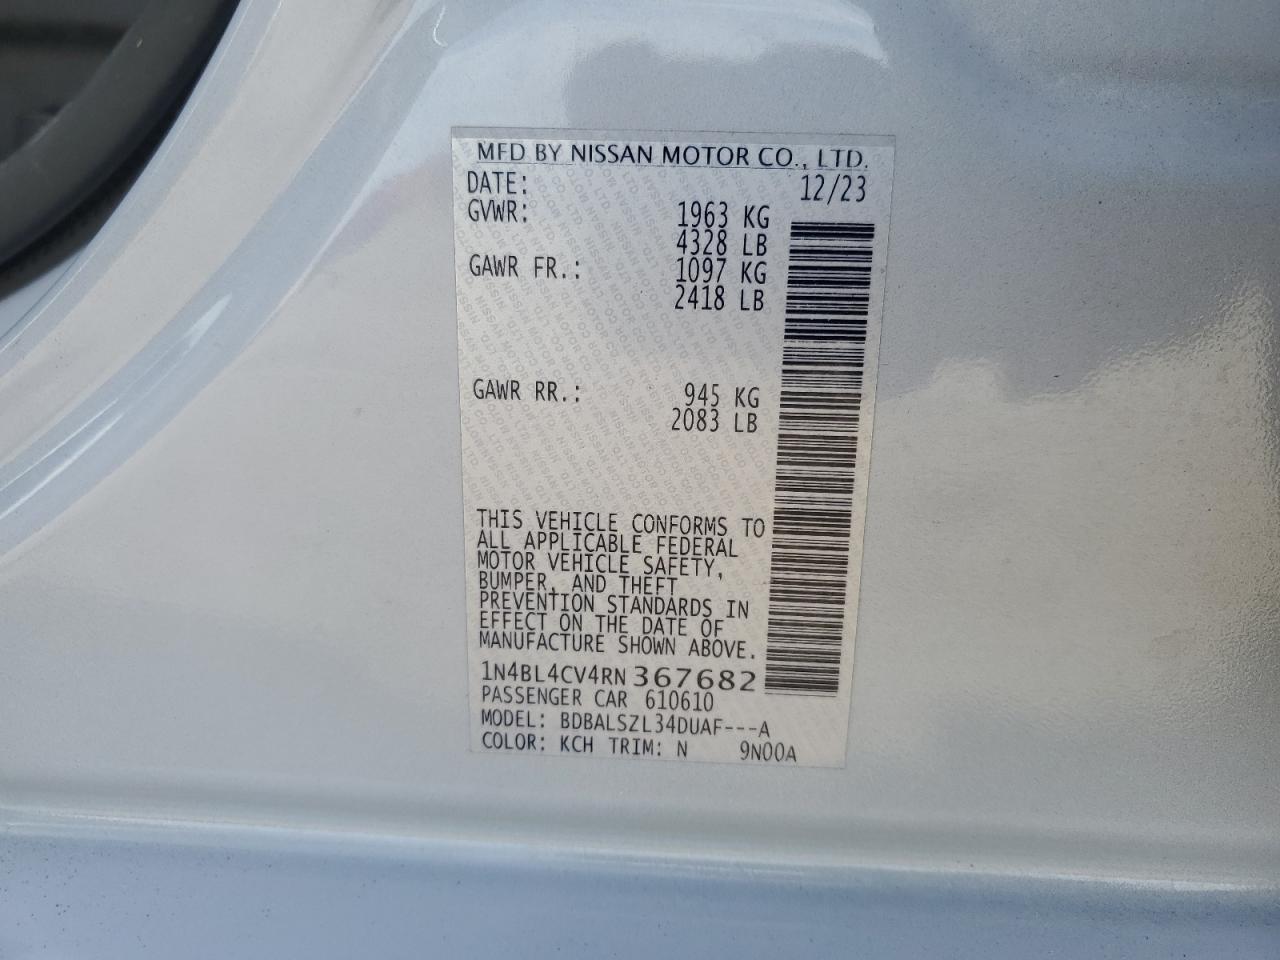 MFD BY NISSAN MOTOR CO., LTD.
DATE: 12/23
GVWR: 1963 KG
4328 LB
GAWR FR.: 1097 KG
2418 LB
GAWR RR.: 945 KG
2083 LB
THIS VEHICLE CONFORMS TO
ALL APPLICABLE FEDERAL
MOTOR VEHICLE SAFETY,
BUMPER, AND THEFT
PREVENTION STANDARDS IN
EFFECT ON THE DATE OF
MANUFACTURE SHOWN ABOVE.
1N4BL4CV4RN367682
PASSENGER CAR 610610
MODEL: BDBALSZL34DUAF---A
COLOR: KCH TRIM: N 9N00A